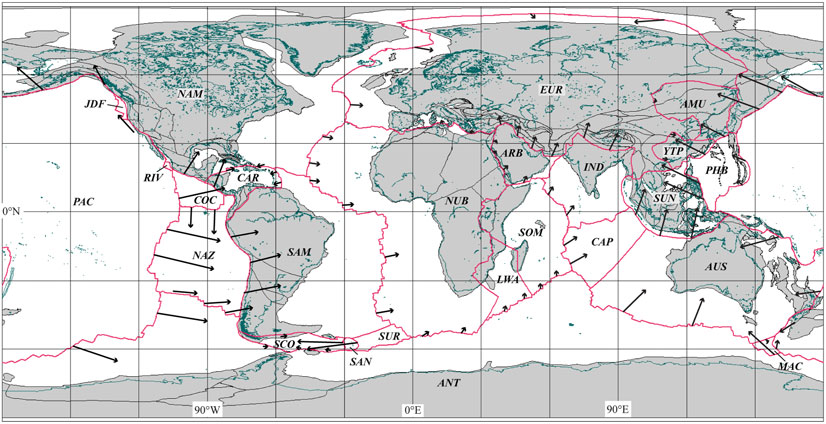 EUR
NAM
AMU
JDF
YTP
ARB
IND
PHB
RIV
CAR
SUN
PAC
COC
NUB
0°N
SOM
CAP
NAZ
SAM
AUS
LWA
SUR
SCO
SAN
MAC
ANT
90°W
0°E
90°E